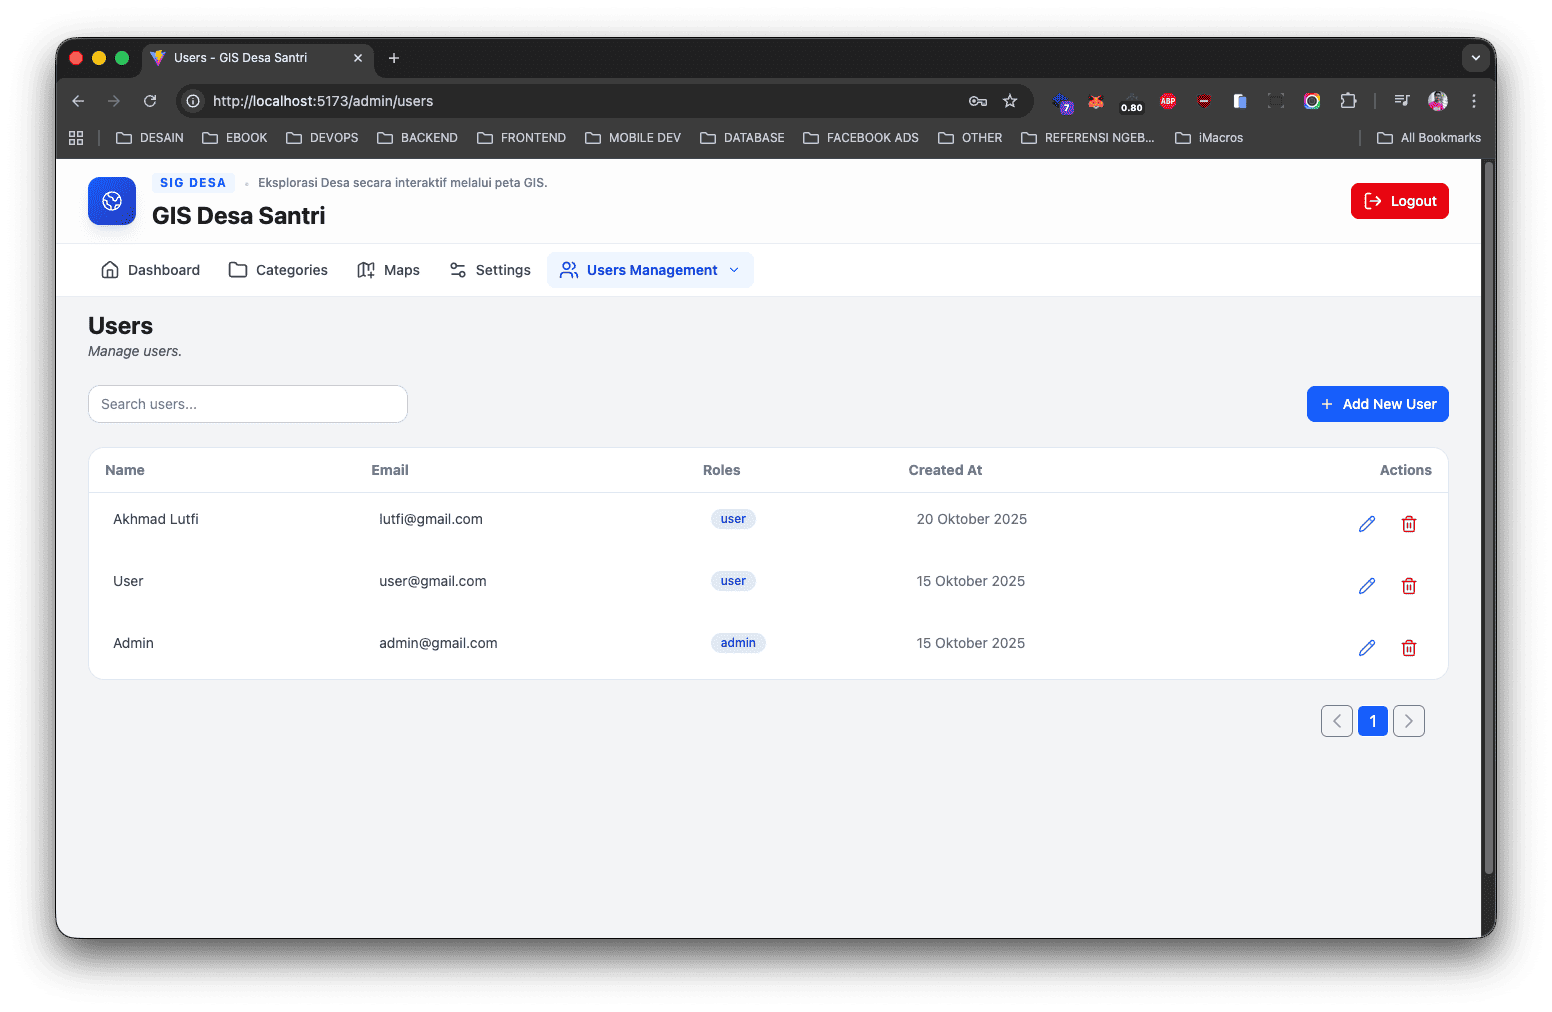 Users - GIS Desa Santri
http://localhost:5173/admin/users
7
0.80
ABP
DESAIN EBOOK DEVOPS BACKEND FRONTEND MOBILE DEV DATABASE FACEBOOK ADS OTHER REFERENSI NGEB... iMacros All Bookmarks
SIG DESA • Eksplorasi Desa secara interaktif melalui peta GIS.
GIS Desa Santri
Logout
Dashboard Categories Maps Settings Users Management
Users
Manage users.
Search users...
+ Add New User
Name Email Roles Created At Actions
Akhmad Lutfi lutfi@gmail.com user 20 Oktober 2025
User user@gmail.com user 15 Oktober 2025
Admin admin@gmail.com admin 15 Oktober 2025
1